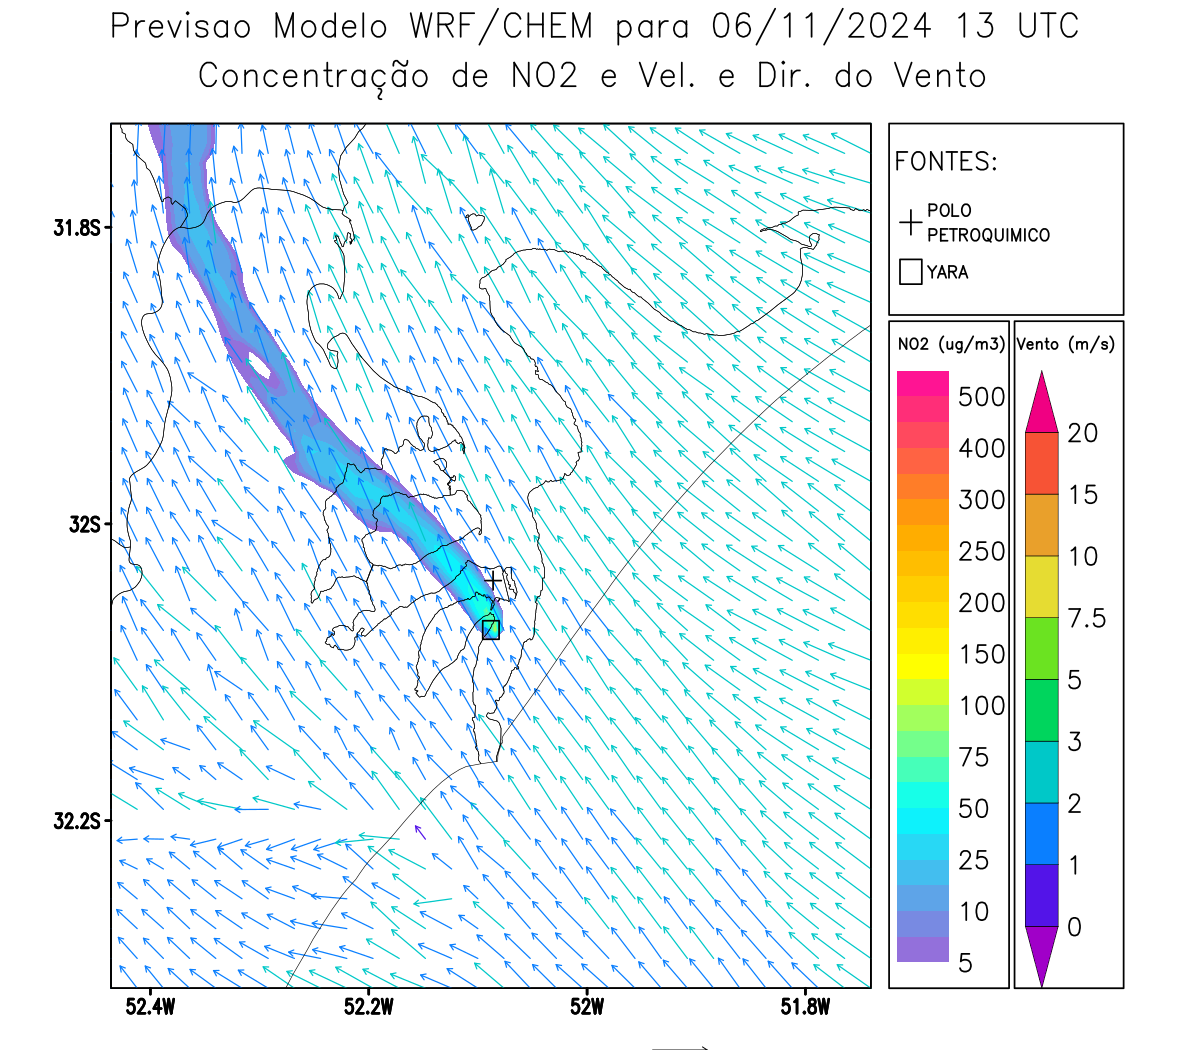 Previsao Modelo WRF/CHEM para 06/11/2024 13 UTC
Concentração de NO2 e Vel. e Dir. do Vento
FONTES:
POLO
PETROQUIMICO
YARA
NO2 (ug/m3)
500
400
300
250
200
150
100
75
50
25
10
5
Vento (m/s)
20
15
10
7.5
5
3
2
1
0
31.8S
32S
32.2S
52.4W
52.2W
52W
51.8W